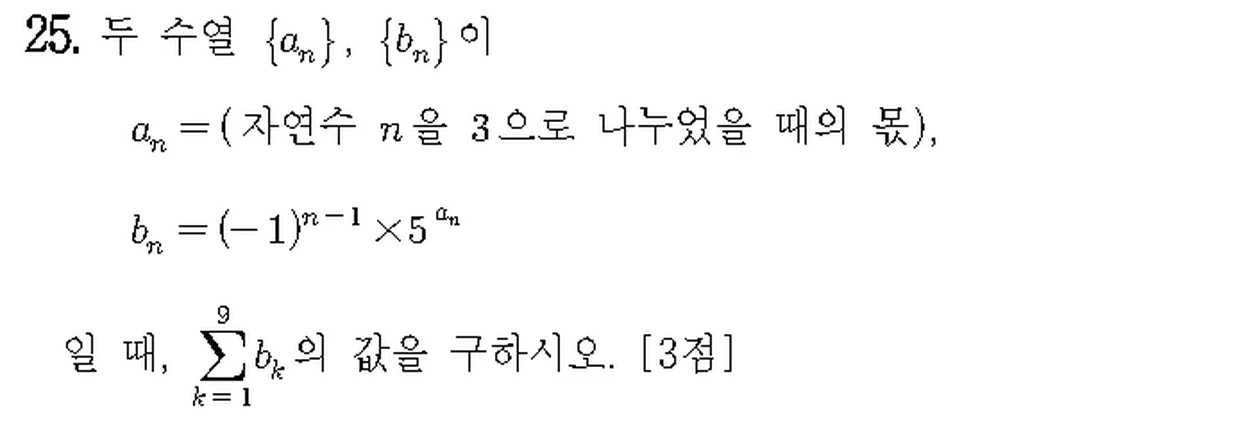 25. 두 수열 {aₙ}, {bₙ}이
aₙ = (자연수 n을 3으로 나누었을 때의 몫),
bₙ = (−1)ⁿ⁻¹ × 5^{aₙ}
일 때, \sum_{k=1}^{9} bₖ의 값을 구하시오. [3점]